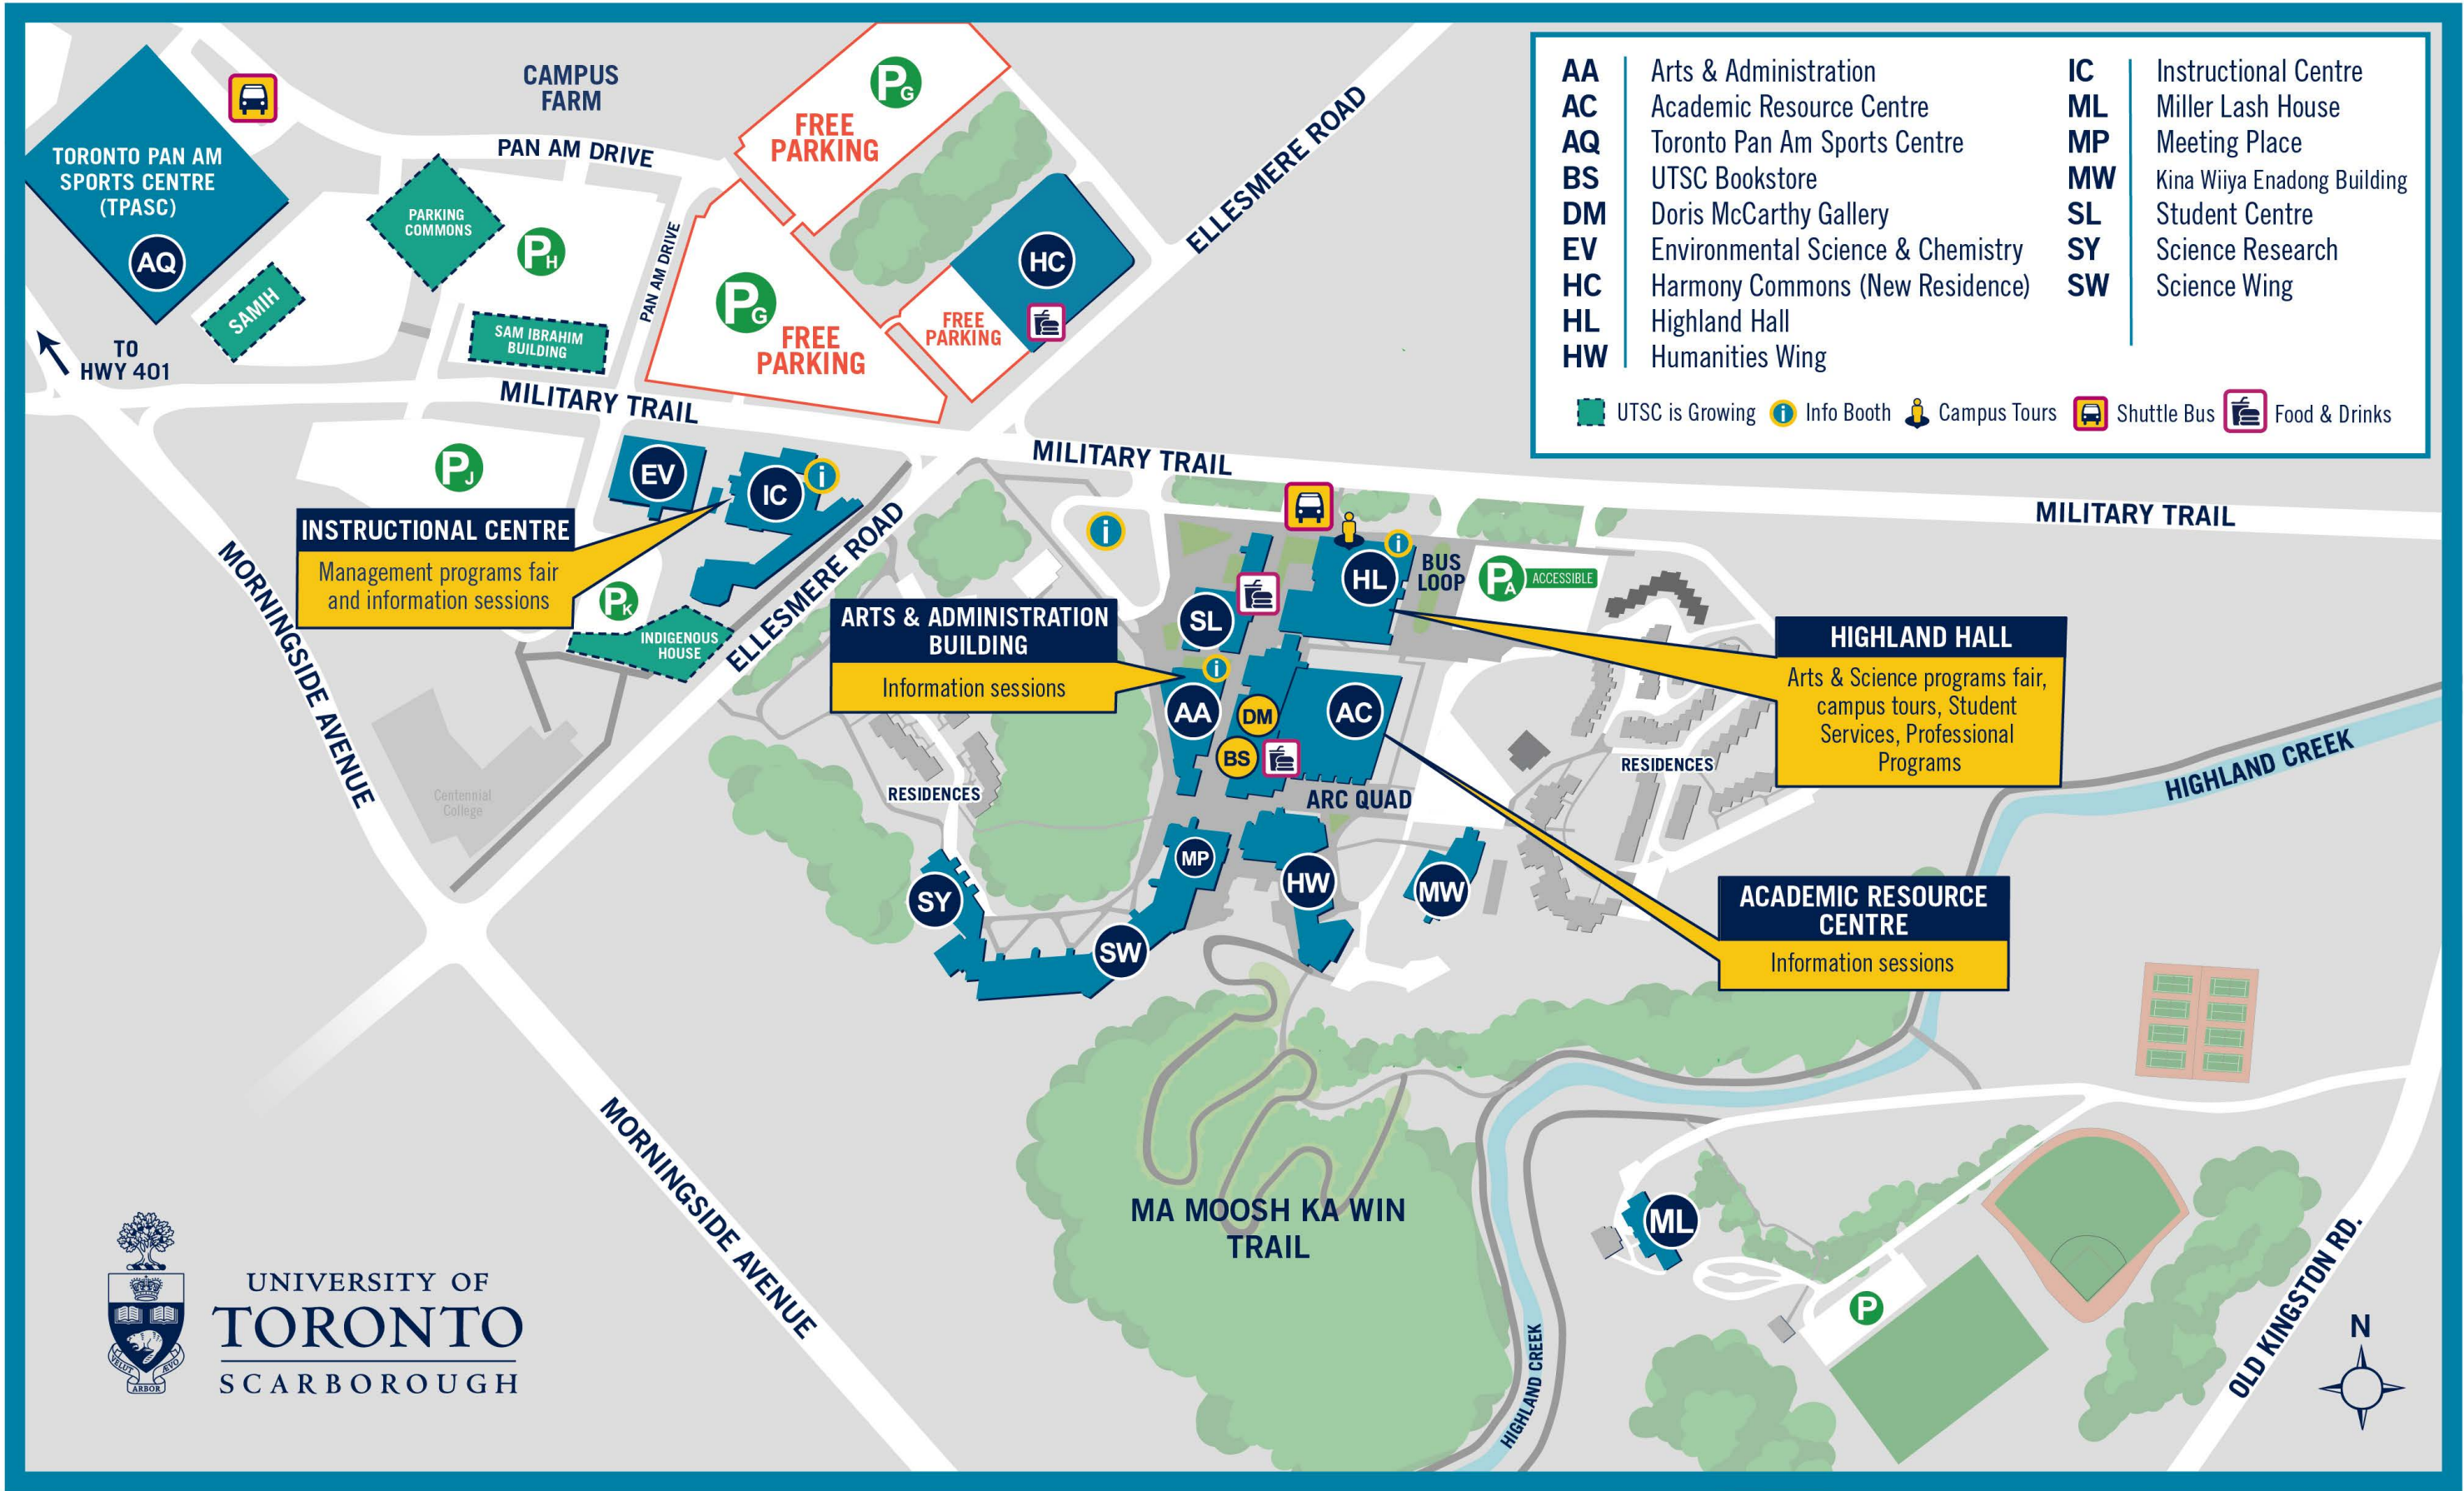 AA Arts & Administration
AC Academic Resource Centre
AQ Toronto Pan Am Sports Centre
BS UTSC Bookstore
DM Doris McCarthy Gallery
EV Environmental Science & Chemistry
HC Harmony Commons (New Residence)
HL Highland Hall
HW Humanities Wing
IC Instructional Centre
ML Miller Lash House
MP Meeting Place
MW Kina Wiiya Enadong Building
SL Student Centre
SY Science Research
SW Science Wing
UTSC is Growing
i Info Booth
Campus Tours
Shuttle Bus
Food & Drinks
CAMPUS
FARM
PAN AM DRIVE
TORONTO PAN AM
SPORTS CENTRE
(TPASC)
AQ
SAMIH
PARKING
COMMONS
PH
SAM IBRAHIM
BUILDING
PAN AM DRIVE
PG
FREE
PARKING
PG
FREE
PARKING
FREE
PARKING
HC
ELLESMERE ROAD
TO
HWY 401
MILITARY TRAIL
MILITARY TRAIL
MILITARY TRAIL
PJ
EV
IC
i
INSTRUCTIONAL CENTRE
Management programs fair
and information sessions
PK
INDIGENOUS
HOUSE
ELLESMERE ROAD
MORNINGSIDE AVENUE
Centennial
College
i
ARTS & ADMINISTRATION
BUILDING
Information sessions
SL
i
HL
i
BUS
LOOP
PA
ACCESSIBLE
AA
DM
AC
BS
ARC QUAD
RESIDENCES
RESIDENCES
HIGHLAND HALL
Arts & Science programs fair,
campus tours, Student
Services, Professional
Programs
HIGHLAND CREEK
MP
HW
MW
SY
SW
ACADEMIC RESOURCE
CENTRE
Information sessions
MORNINGSIDE AVENUE
MA MOOSH KA WIN
TRAIL
HIGHLAND CREEK
ML
P
OLD KINGSTON RD.
N
VELUT
ARBOR
ÆVO
UNIVERSITY OF
TORONTO
SCARBOROUGH